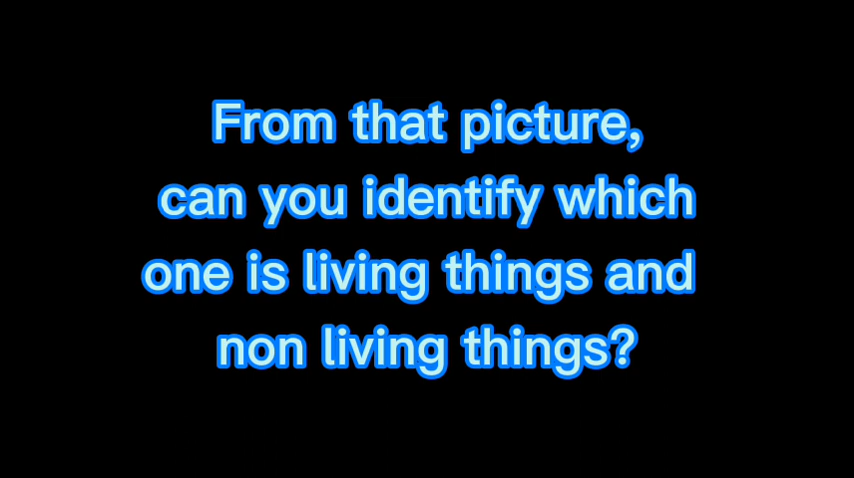 From that picture,
can you identify which
one is living things and
non living things?